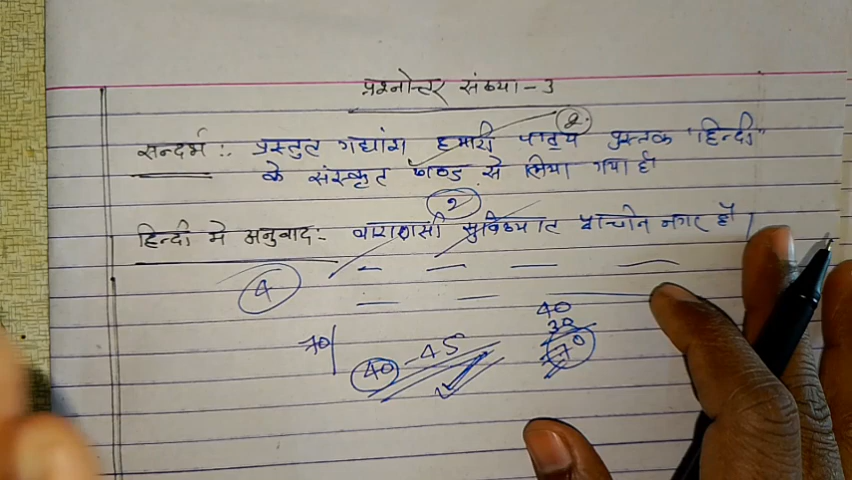 प्रश्नोत्तर संख्या - 3
2.
सन्दर्भ :- प्रस्तुत गद्यांश हमारी पाठ्य पुस्तक "हिन्दी"
के संस्कृत खण्ड से लिया गया है।
2
हिन्दी में अनुवाद :- वाराणसी सुविख्यात प्राचीन नगर है।
40
30
70
70
40 - 45